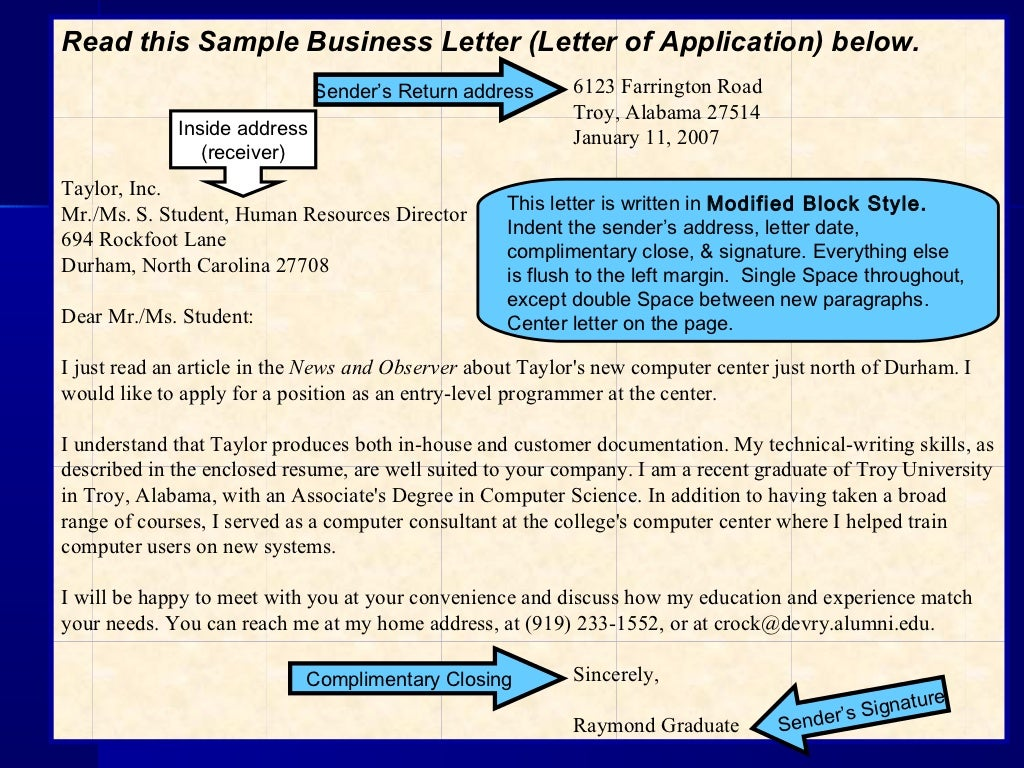 Read this Sample Business Letter (Letter of Application) below.
Sender's Return address
6123 Farrington Road
Troy, Alabama 27514
January 11, 2007
Inside address
(receiver)
Taylor, Inc.
Mr./Ms. S. Student, Human Resources Director
694 Rockfoot Lane
Durham, North Carolina 27708
This letter is written in Modified Block Style.
Indent the sender's address, letter date,
complimentary close, & signature. Everything else
is flush to the left margin.  Single Space throughout,
except double Space between new paragraphs.
Center letter on the page.
Dear Mr./Ms. Student:
I just read an article in the News and Observer about Taylor's new computer center just north of Durham. I
would like to apply for a position as an entry-level programmer at the center.
I understand that Taylor produces both in-house and customer documentation. My technical-writing skills, as
described in the enclosed resume, are well suited to your company. I am a recent graduate of Troy University
in Troy, Alabama, with an Associate's Degree in Computer Science. In addition to having taken a broad
range of courses, I served as a computer consultant at the college's computer center where I helped train
computer users on new systems.
I will be happy to meet with you at your convenience and discuss how my education and experience match
your needs. You can reach me at my home address, at (919) 233-1552, or at crock@devry.alumni.edu.
Complimentary Closing
Sincerely,
Raymond Graduate
Sender's Signature